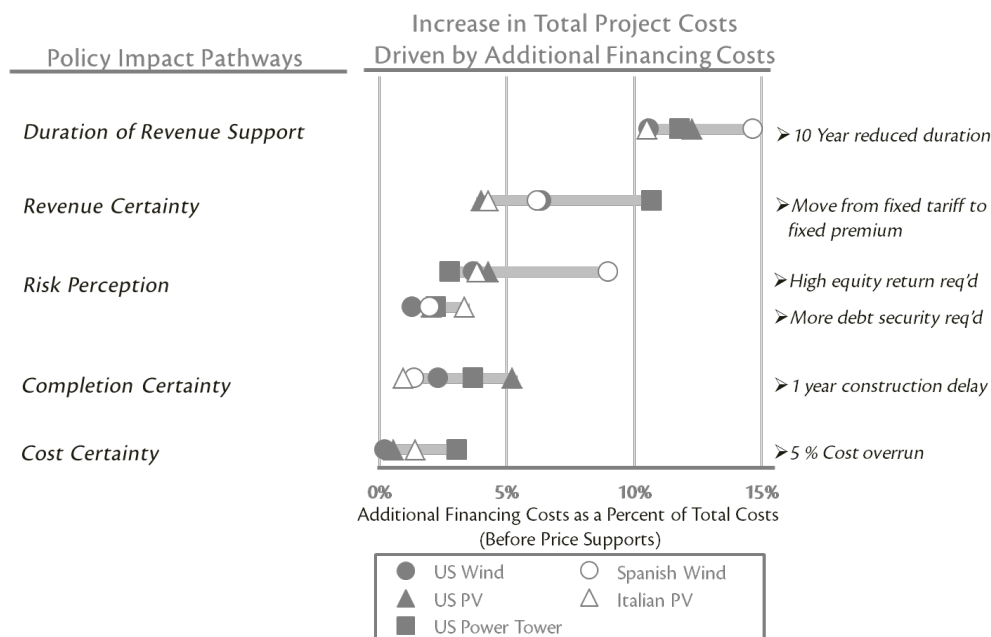 Increase in Total Project Costs
Policy Impact Pathways
Driven by Additional Financing Costs
Duration of Revenue Support
➢10 Year reduced duration
Revenue Certainty
➢Move from fixed tariff to
fixed premium
Risk Perception
➢High equity return req'd
➢More debt security req'd
Completion Certainty
➢1 year construction delay
Cost Certainty
➢5 % Cost overrun
0% 5% 10% 15%
Additional Financing Costs as a Percent of Total Costs
(Before Price Supports)
US Wind Spanish Wind
US PV Italian PV
US Power Tower